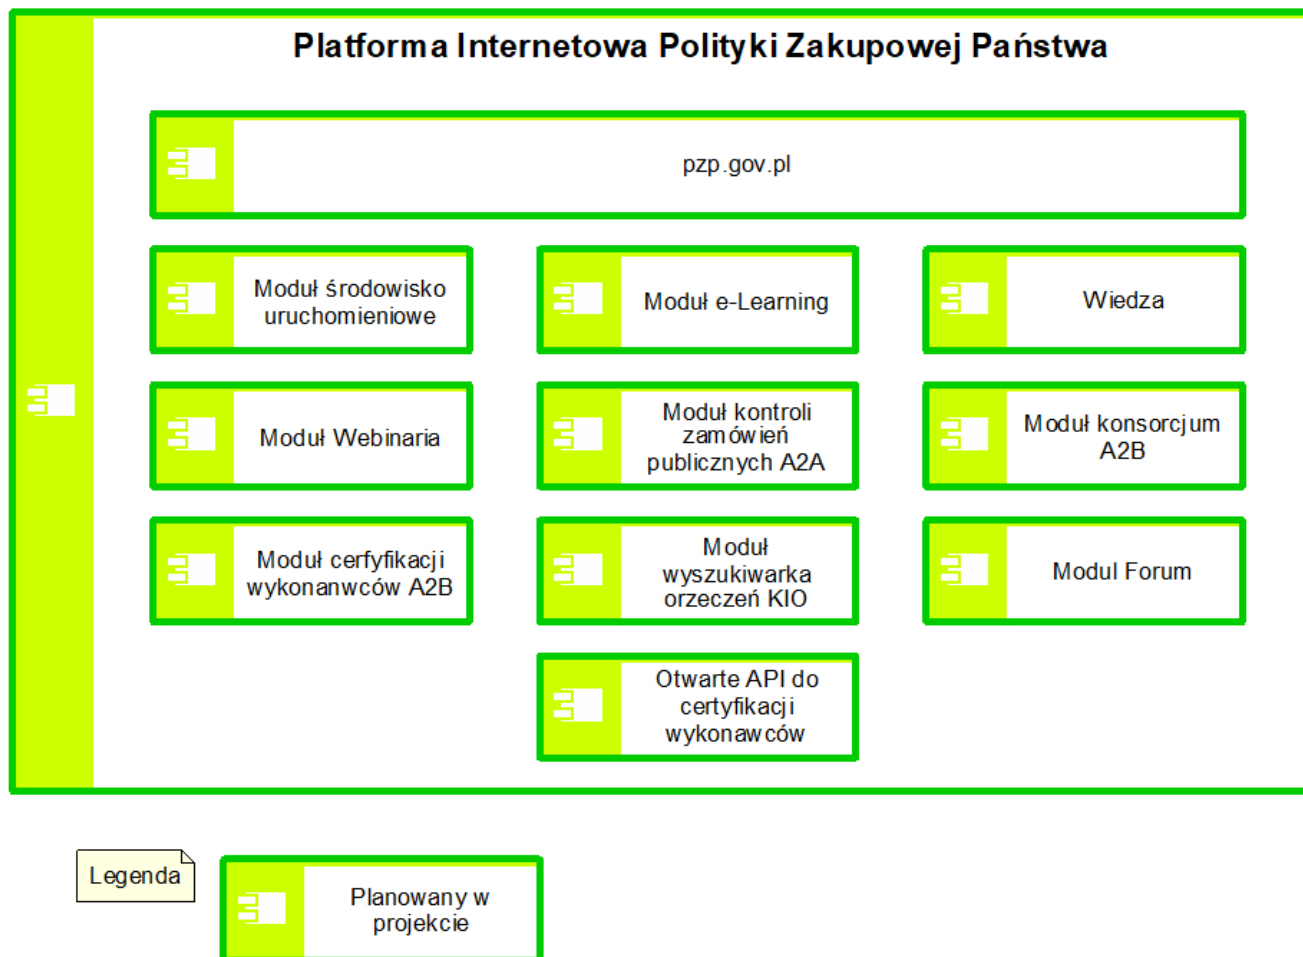 Platforma Internetowa Polityki Zakupowej Państwa
pzp.gov.pl
Moduł środowisko
uruchomieniowe
Moduł e-Learning
Wiedza
Moduł Webinaria
Moduł kontroli
zamówień
publicznych A2A
Moduł konsorcjum
A2B
Moduł cerfyfikacji
wykonanwców A2B
Moduł
wyszukiwarka
orzeczeń KIO
Modul Forum
Otwarte API do
certyfikacji
wykonawców
Legenda
Planowany w
projekcie